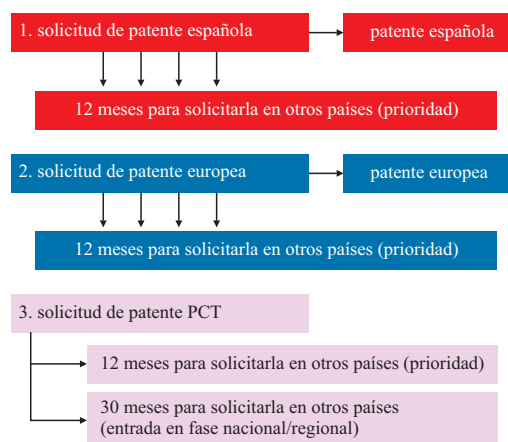 1. solicitud de patente española
patente española
12 meses para solicitarla en otros países (prioridad)
2. solicitud de patente europea
patente europea
12 meses para solicitarla en otros países (prioridad)
3. solicitud de patente PCT
12 meses para solicitarla en otros países (prioridad)
30 meses para solicitarla en otros países
(entrada en fase nacional/regional)